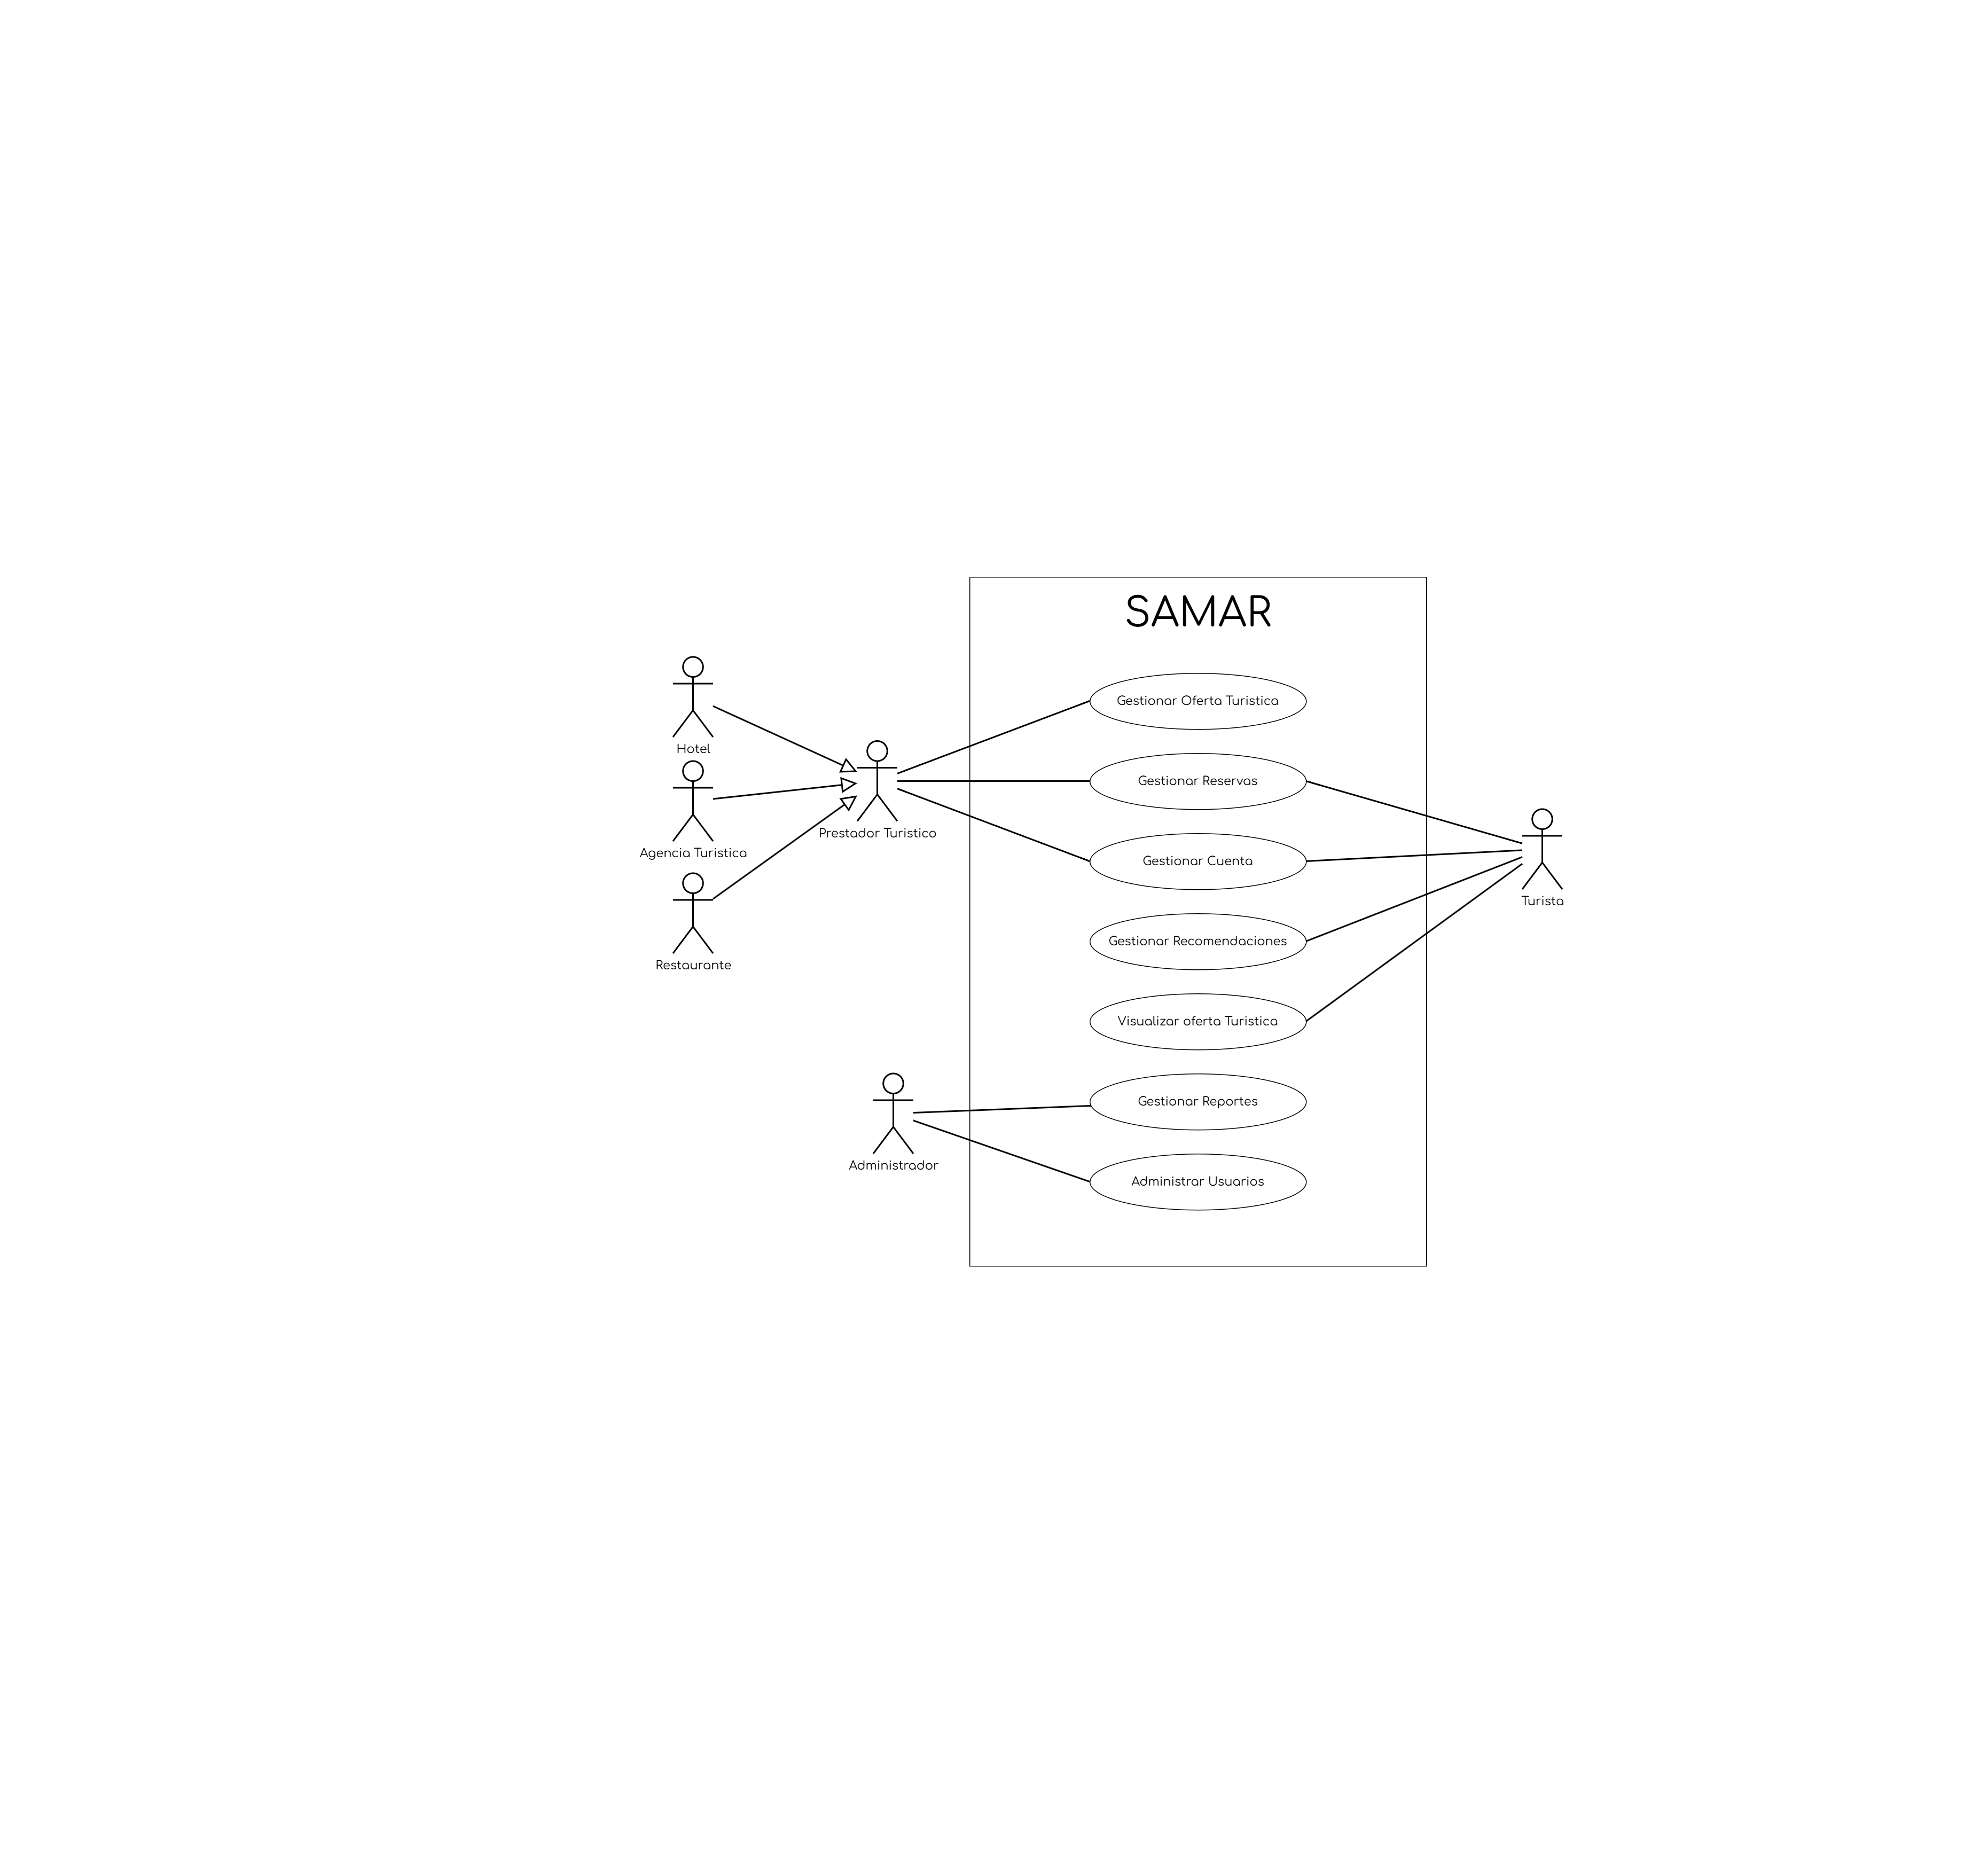 SAMAR
Hotel
Agencia Turistica
Restaurante
Prestador Turistico
Administrador
Gestionar Oferta Turistica
Gestionar Reservas
Gestionar Cuenta
Gestionar Recomendaciones
Visualizar oferta Turistica
Gestionar Reportes
Administrar Usuarios
Turista